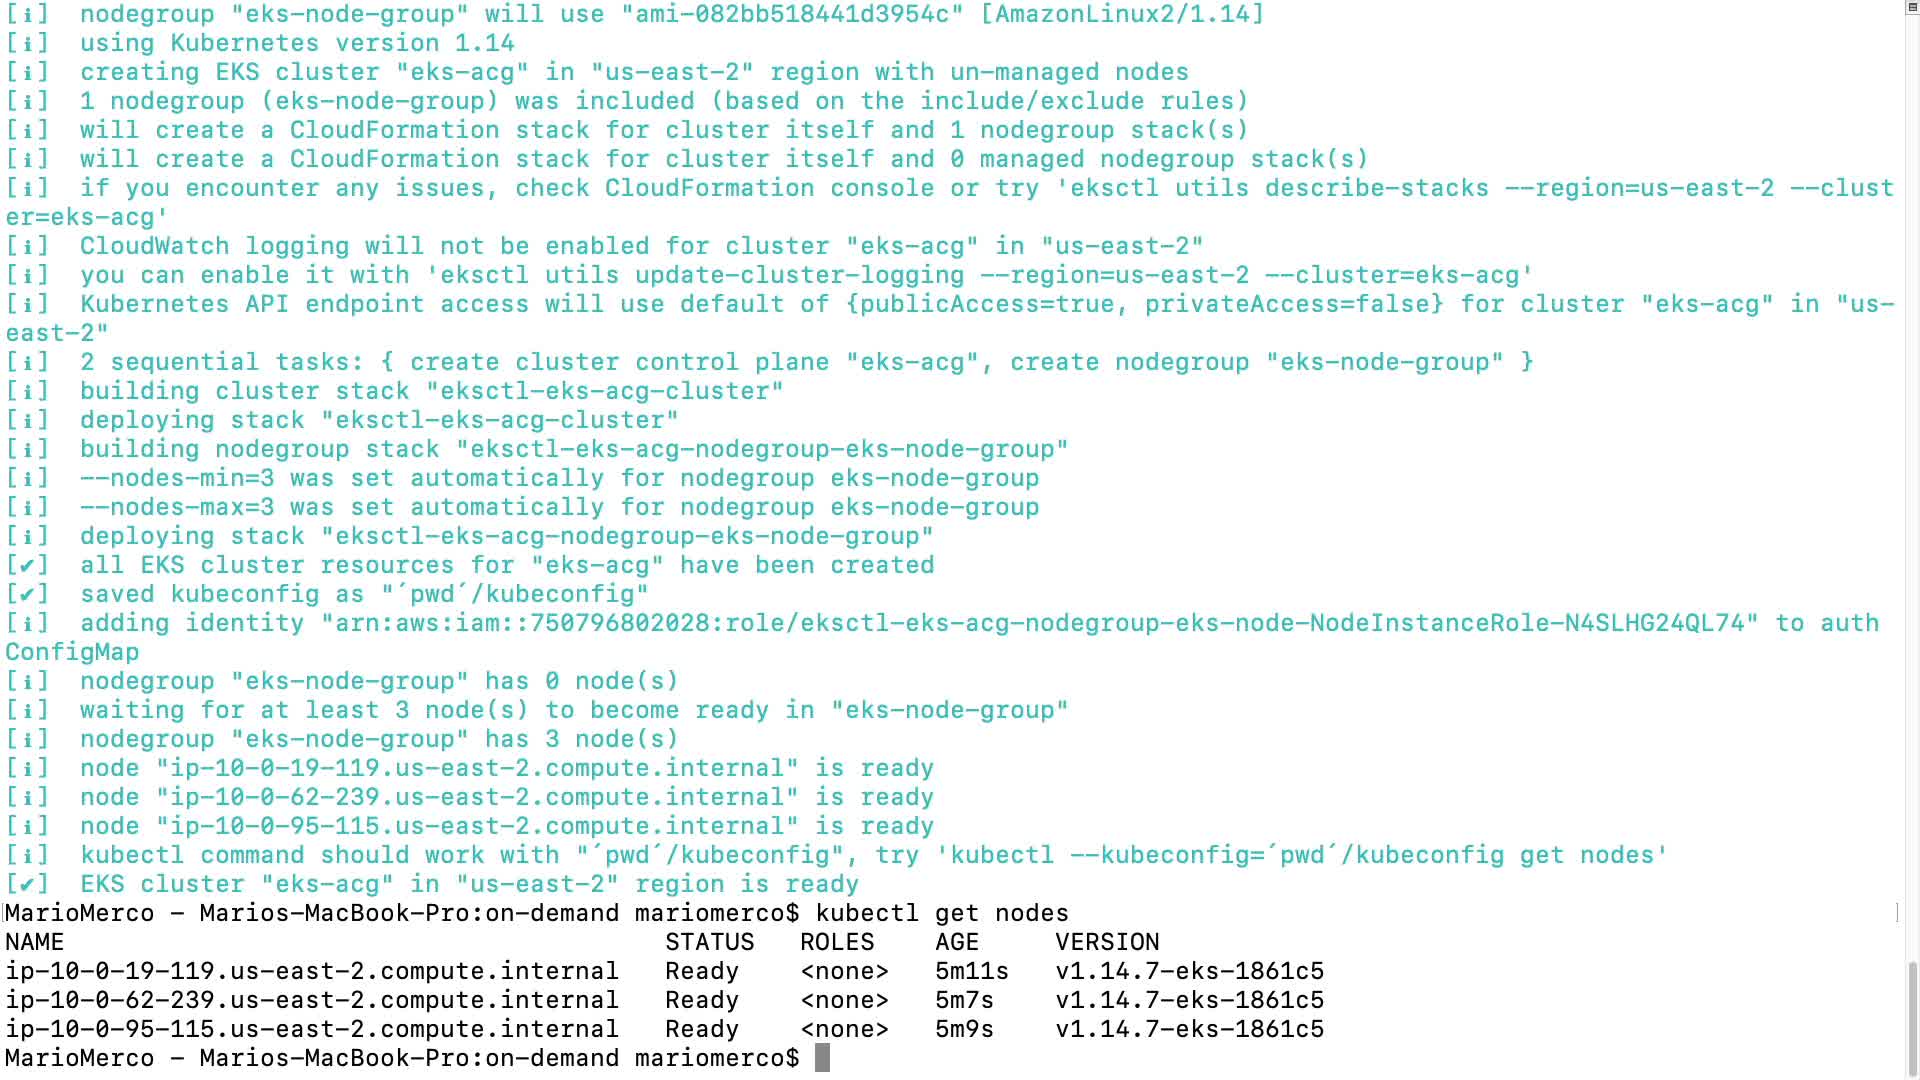 [ℹ]  nodegroup "eks-node-group" will use "ami-082bb518441d3954c" [AmazonLinux2/1.14]
[ℹ]  using Kubernetes version 1.14
[ℹ]  creating EKS cluster "eks-acg" in "us-east-2" region with un-managed nodes
[ℹ]  1 nodegroup (eks-node-group) was included (based on the include/exclude rules)
[ℹ]  will create a CloudFormation stack for cluster itself and 1 nodegroup stack(s)
[ℹ]  will create a CloudFormation stack for cluster itself and 0 managed nodegroup stack(s)
[ℹ]  if you encounter any issues, check CloudFormation console or try 'eksctl utils describe-stacks --region=us-east-2 --clust
er=eks-acg'
[ℹ]  CloudWatch logging will not be enabled for cluster "eks-acg" in "us-east-2"
[ℹ]  you can enable it with 'eksctl utils update-cluster-logging --region=us-east-2 --cluster=eks-acg'
[ℹ]  Kubernetes API endpoint access will use default of {publicAccess=true, privateAccess=false} for cluster "eks-acg" in "us-
east-2"
[ℹ]  2 sequential tasks: { create cluster control plane "eks-acg", create nodegroup "eks-node-group" }
[ℹ]  building cluster stack "eksctl-eks-acg-cluster"
[ℹ]  deploying stack "eksctl-eks-acg-cluster"
[ℹ]  building nodegroup stack "eksctl-eks-acg-nodegroup-eks-node-group"
[ℹ]  --nodes-min=3 was set automatically for nodegroup eks-node-group
[ℹ]  --nodes-max=3 was set automatically for nodegroup eks-node-group
[ℹ]  deploying stack "eksctl-eks-acg-nodegroup-eks-node-group"
[✔]  all EKS cluster resources for "eks-acg" have been created
[✔]  saved kubeconfig as "´pwd´/kubeconfig"
[ℹ]  adding identity "arn:aws:iam::750796802028:role/eksctl-eks-acg-nodegroup-eks-node-NodeInstanceRole-N4SLHG24QL74" to auth
ConfigMap
[ℹ]  nodegroup "eks-node-group" has 0 node(s)
[ℹ]  waiting for at least 3 node(s) to become ready in "eks-node-group"
[ℹ]  nodegroup "eks-node-group" has 3 node(s)
[ℹ]  node "ip-10-0-19-119.us-east-2.compute.internal" is ready
[ℹ]  node "ip-10-0-62-239.us-east-2.compute.internal" is ready
[ℹ]  node "ip-10-0-95-115.us-east-2.compute.internal" is ready
[ℹ]  kubectl command should work with "´pwd´/kubeconfig", try 'kubectl --kubeconfig=´pwd´/kubeconfig get nodes'
[✔]  EKS cluster "eks-acg" in "us-east-2" region is ready
MarioMerco - Marios-MacBook-Pro:on-demand mariomerco$ kubectl get nodes
NAME                                        STATUS   ROLES    AGE     VERSION
ip-10-0-19-119.us-east-2.compute.internal   Ready    <none>   5m11s   v1.14.7-eks-1861c5
ip-10-0-62-239.us-east-2.compute.internal   Ready    <none>   5m7s    v1.14.7-eks-1861c5
ip-10-0-95-115.us-east-2.compute.internal   Ready    <none>   5m9s    v1.14.7-eks-1861c5
MarioMerco - Marios-MacBook-Pro:on-demand mariomerco$